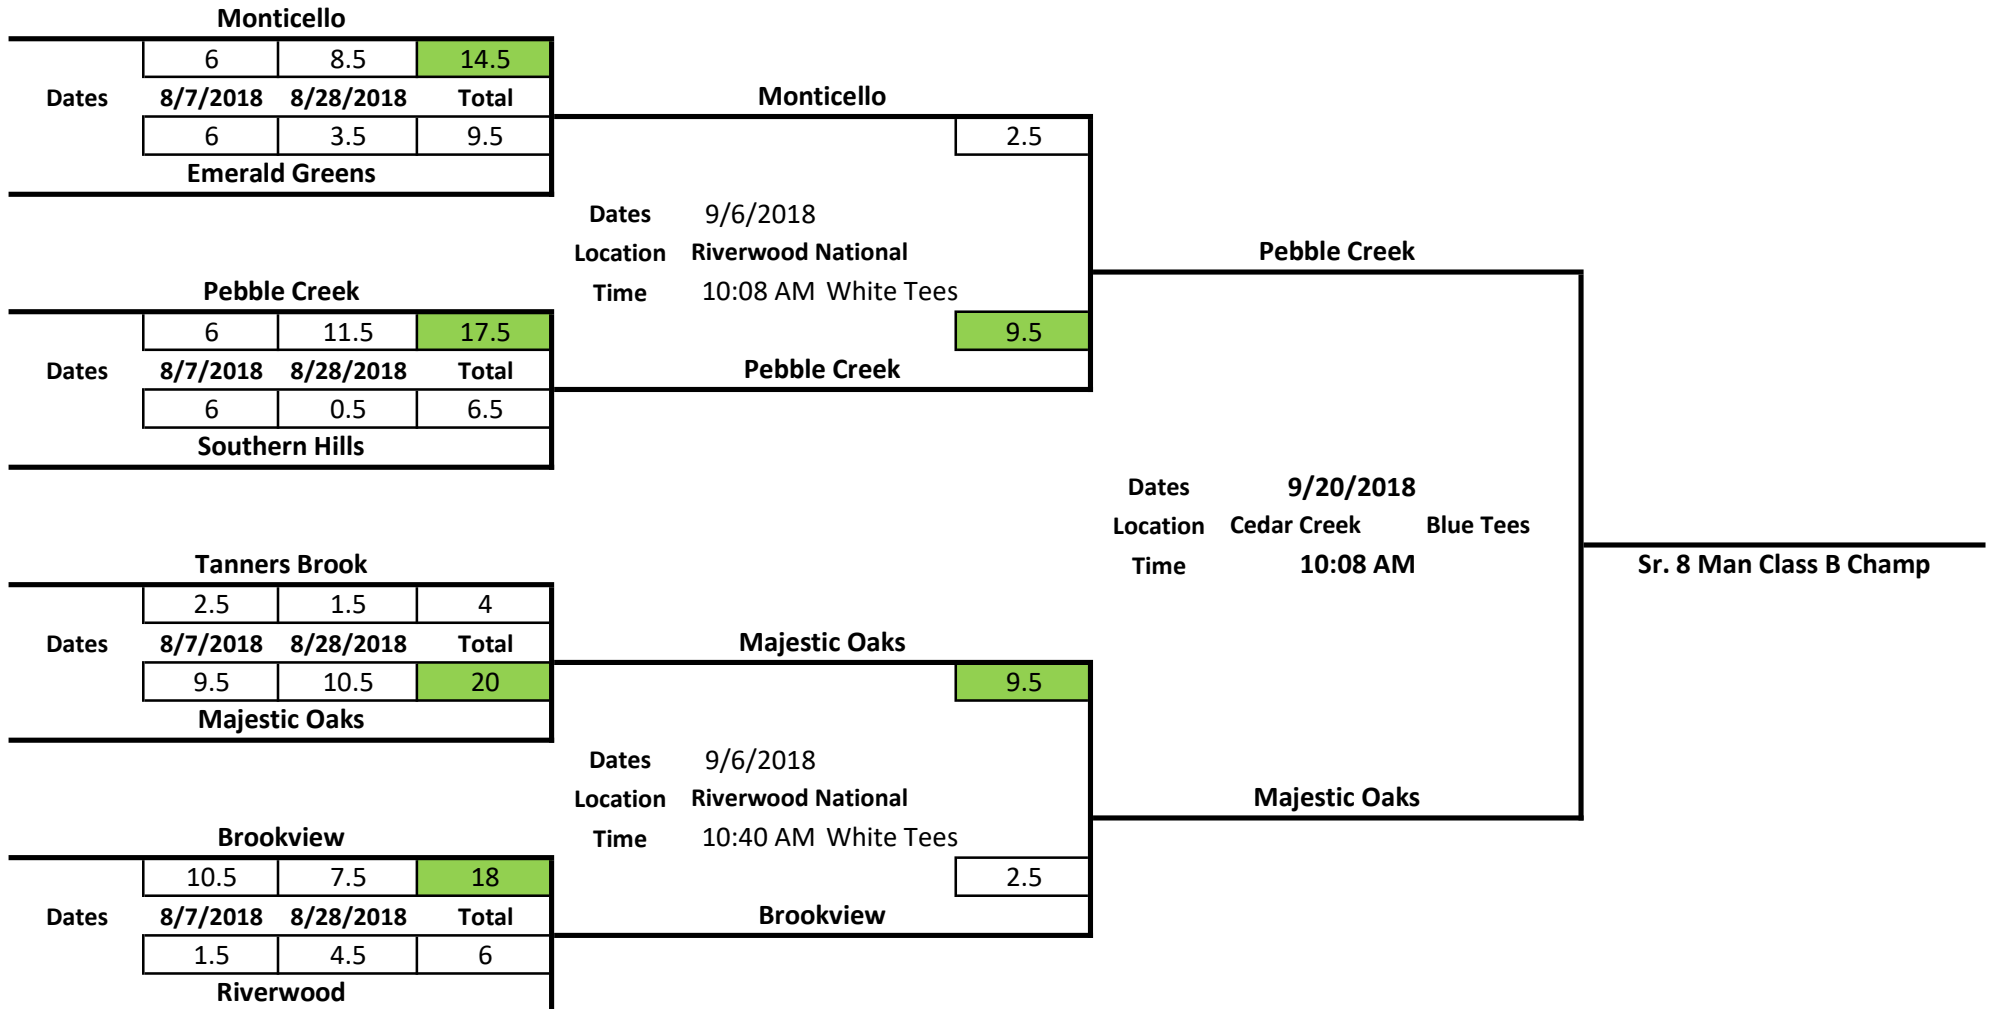 Monticello
6 8.5 14.5
Dates 8/7/2018 8/28/2018 Total
6 3.5 9.5
Emerald Greens
Pebble Creek
6 11.5 17.5
Dates 8/7/2018 8/28/2018 Total
6 0.5 6.5
Southern Hills
Tanners Brook
2.5 1.5 4
Dates 8/7/2018 8/28/2018 Total
9.5 10.5 20
Majestic Oaks
Brookview
10.5 7.5 18
Dates 8/7/2018 8/28/2018 Total
1.5 4.5 6
Riverwood
Monticello
2.5
Dates 9/6/2018
Location Riverwood National
Time 10:08 AM White Tees
9.5
Pebble Creek
Majestic Oaks
9.5
Dates 9/6/2018
Location Riverwood National
Time 10:40 AM White Tees
2.5
Brookview
Pebble Creek
Dates 9/20/2018
Location Cedar Creek Blue Tees
Time 10:08 AM
Majestic Oaks
Sr. 8 Man Class B Champ